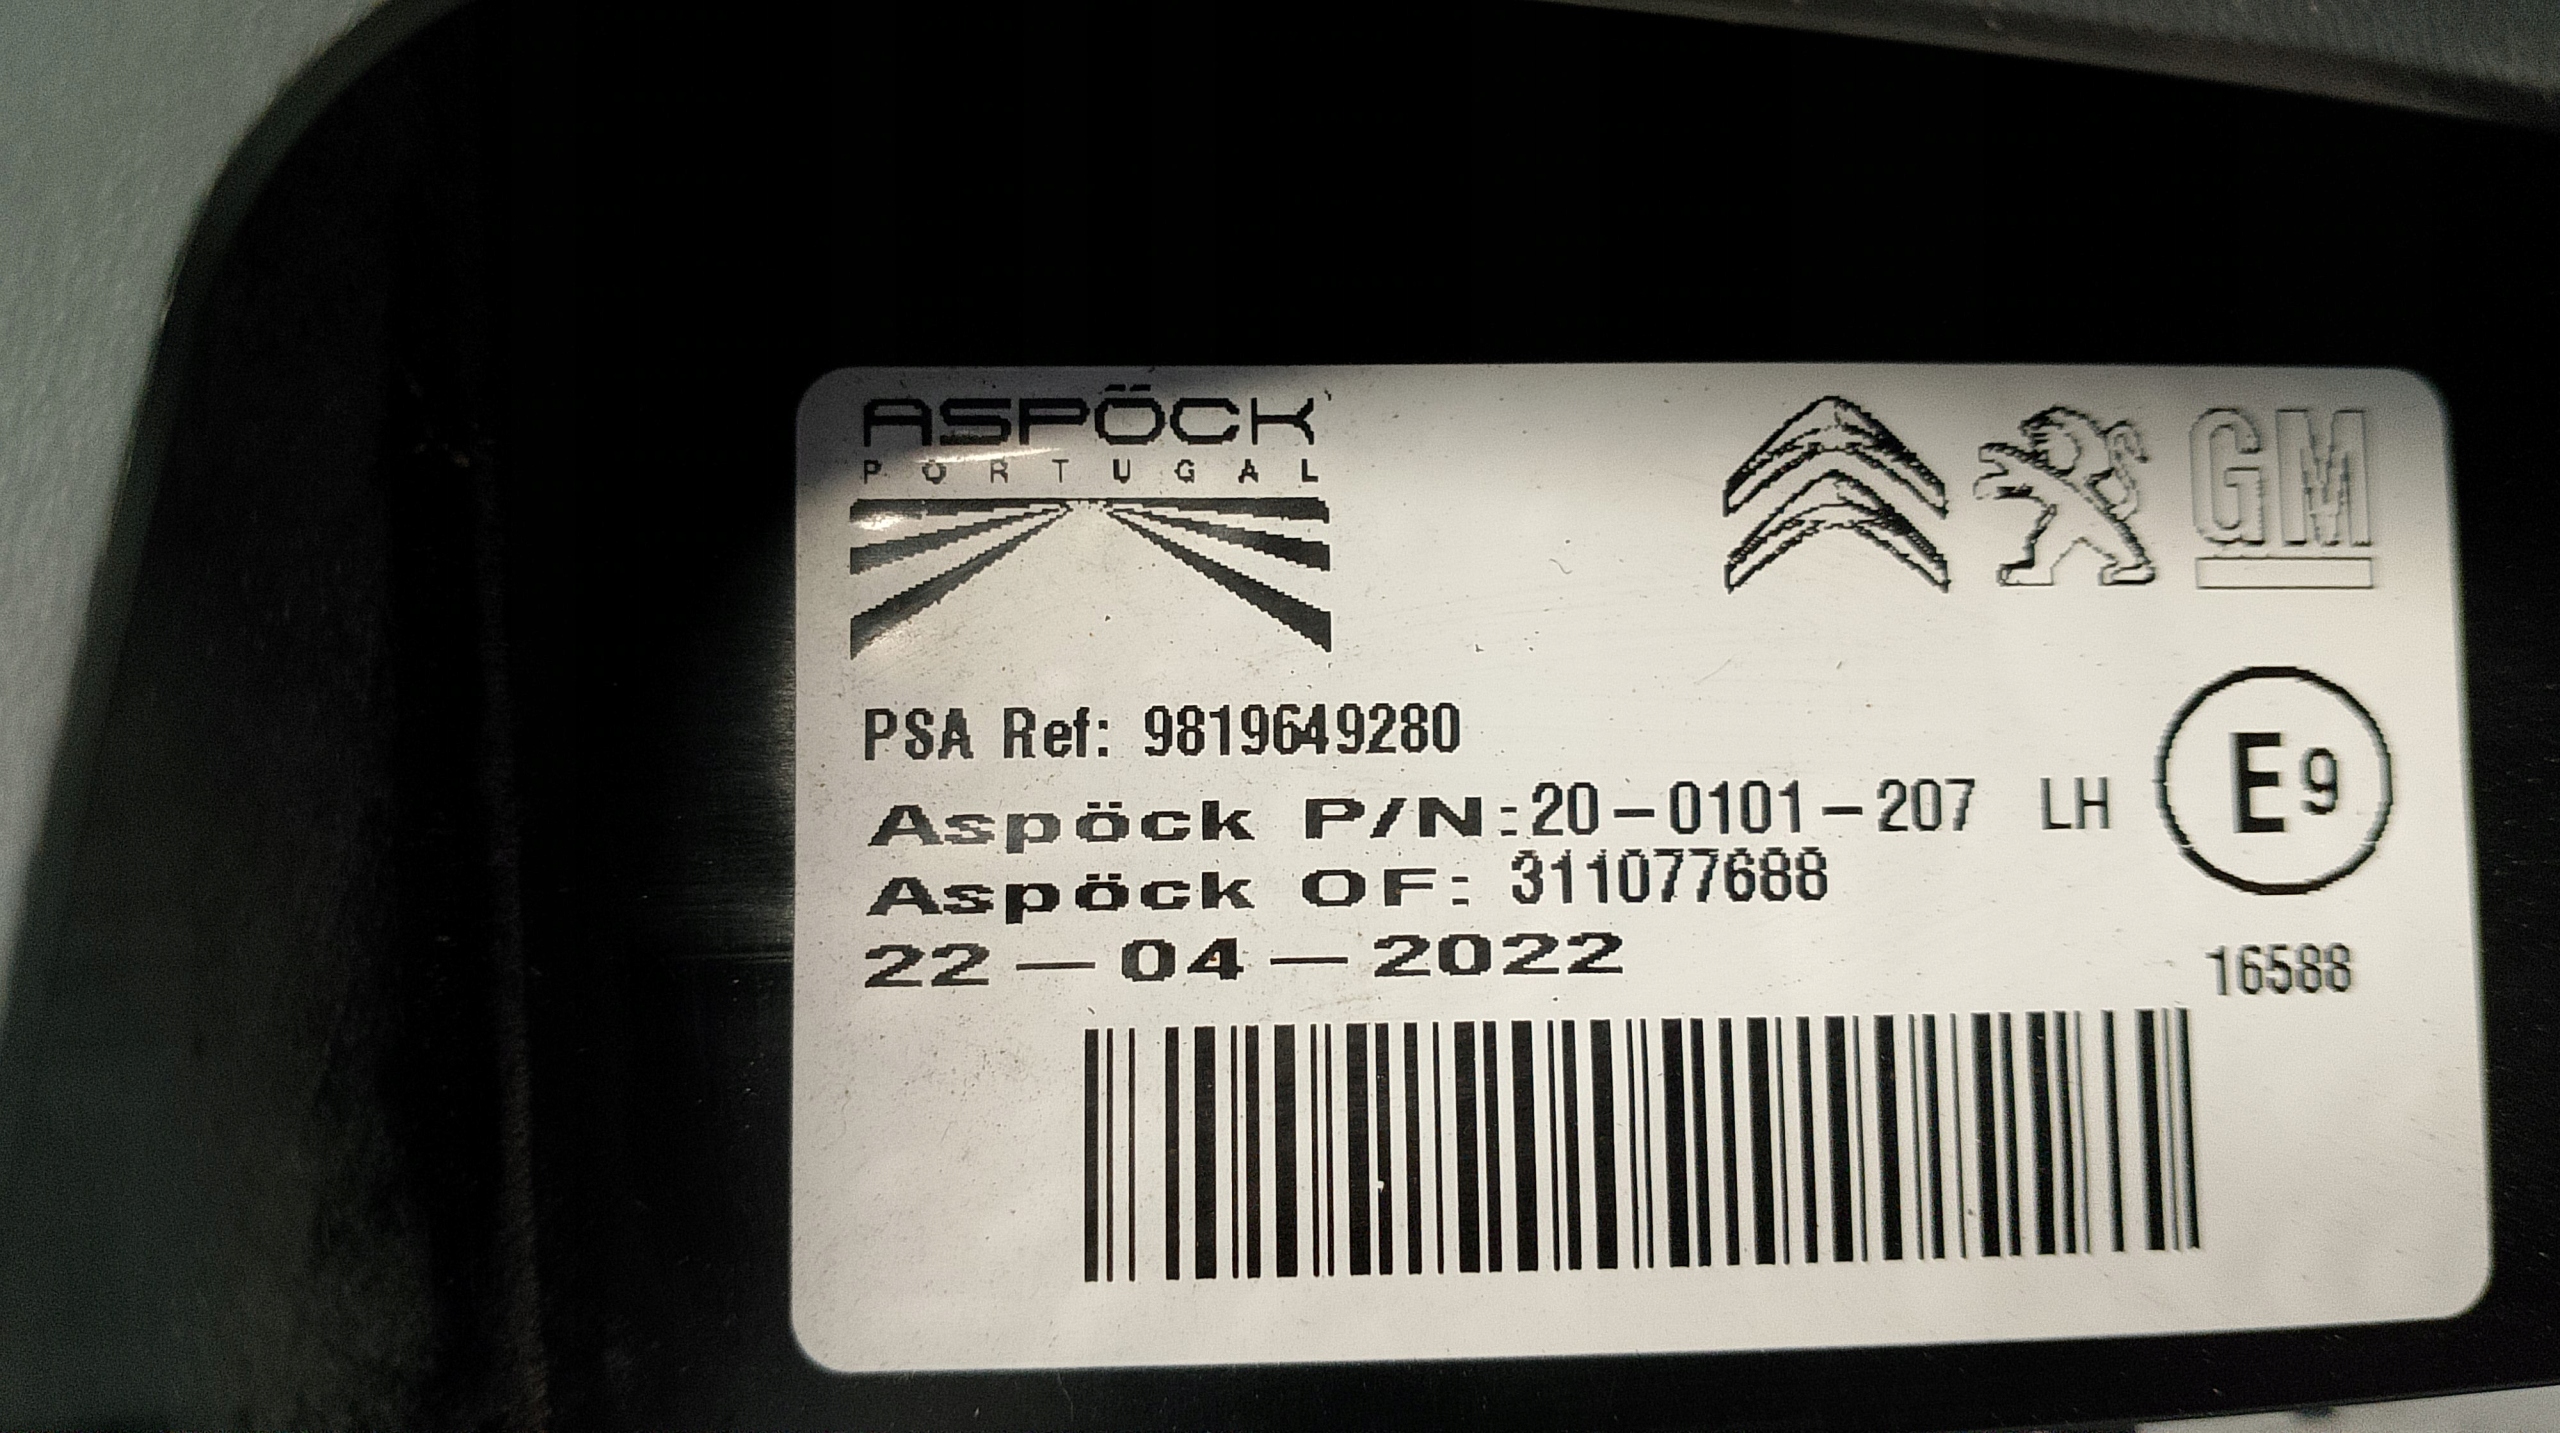 ASPÖCK
PORTUGAL
GM
PSA Ref: 9819649280
Aspöck P/N:20-0101-207 LH
E9
Aspöck OF: 311077688
22-04-2022
16588